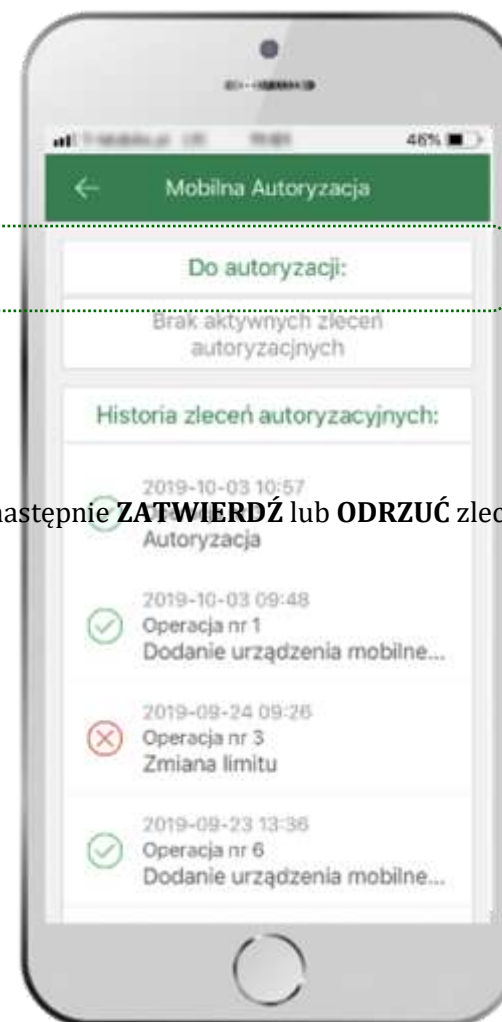 46%
Mobilna Autoryzacja
Do autoryzacji:
Brak aktywnych zleceń
autoryzacjnych
Historia zleceń autoryzacyjnych:
2019-10-03 10:57
następnie ZATWIERDŹ lub ODRZUĆ zlec
Autoryzacja
2019-10-03 09:48
Operacja nr 1
Dodanie urządzenia mobilne...
2019-09-24 09:26
Operacja nr 3
Zmiana limitu
2019-09-23 13:36
Operacja nr 6
Dodanie urządzenia mobilne...